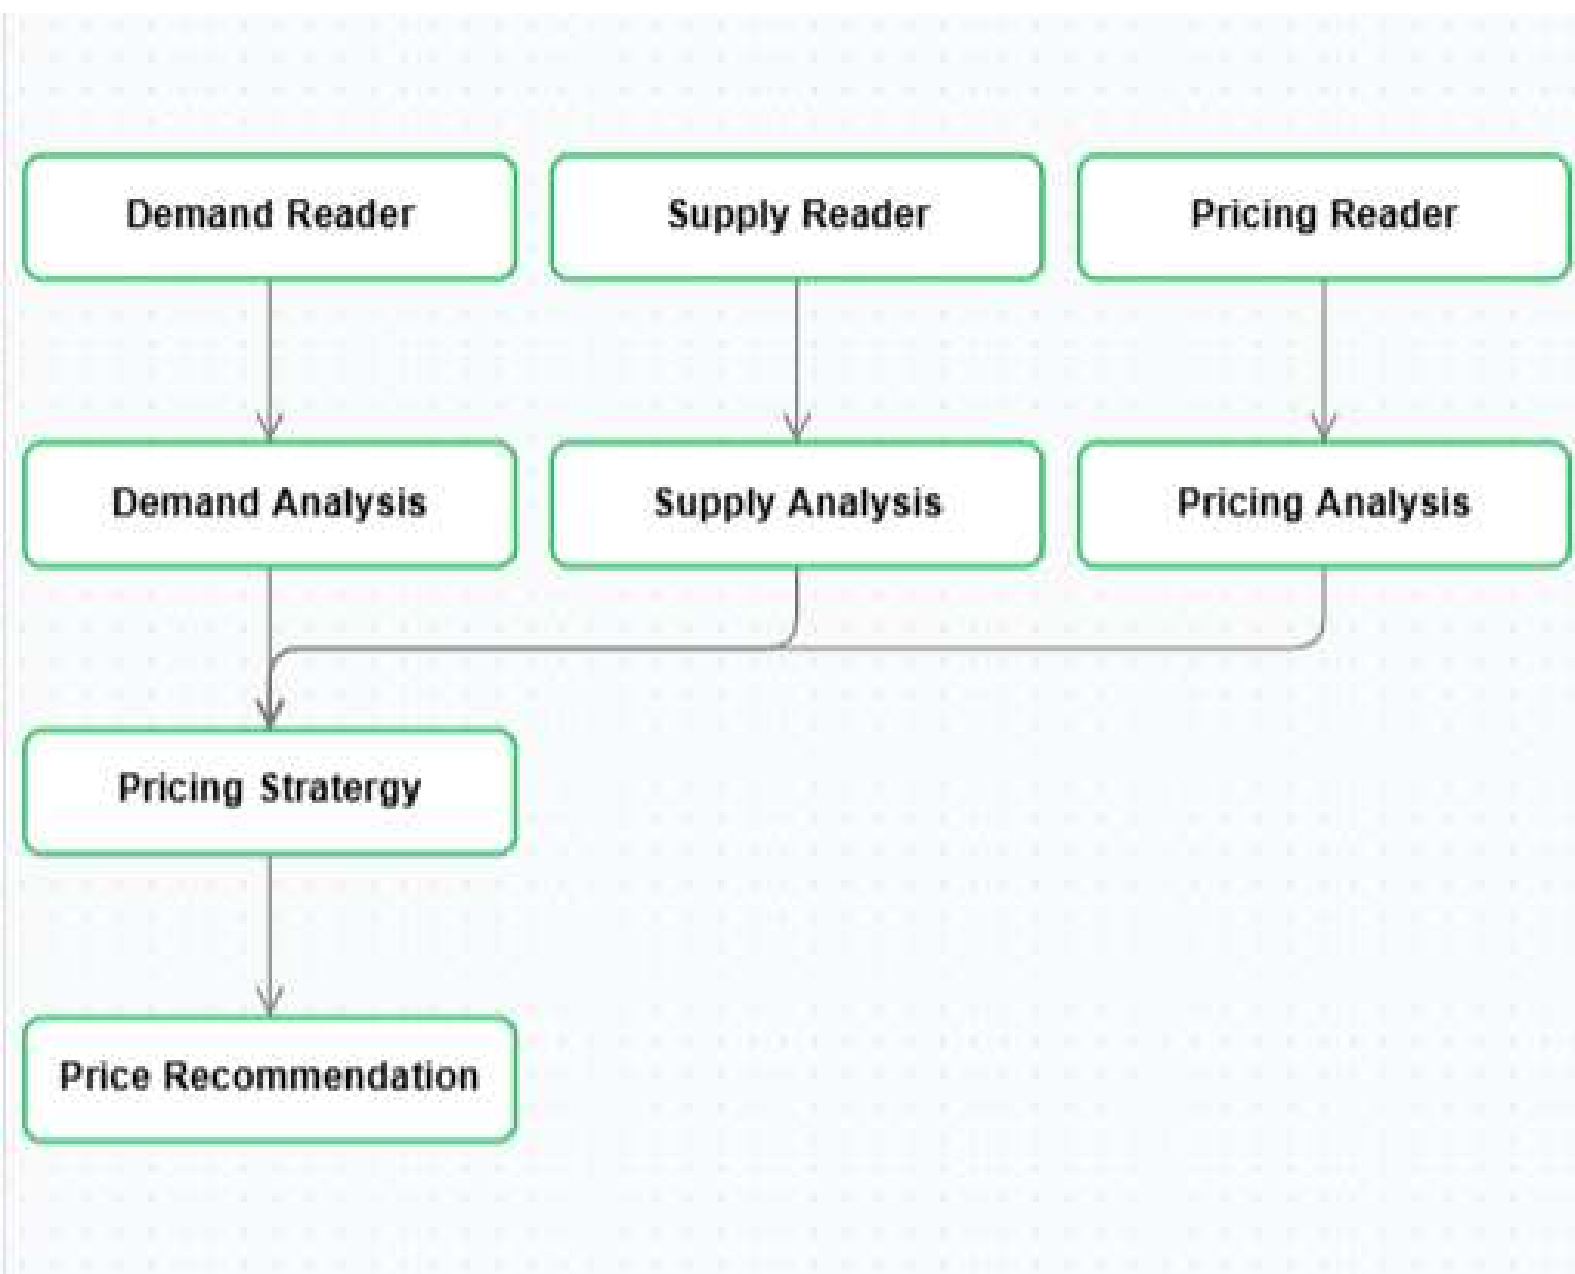 Demand Reader
Supply Reader
Pricing Reader
Demand Analysis
Supply Analysis
Pricing Analysis
Pricing Stratergy
Price Recommendation